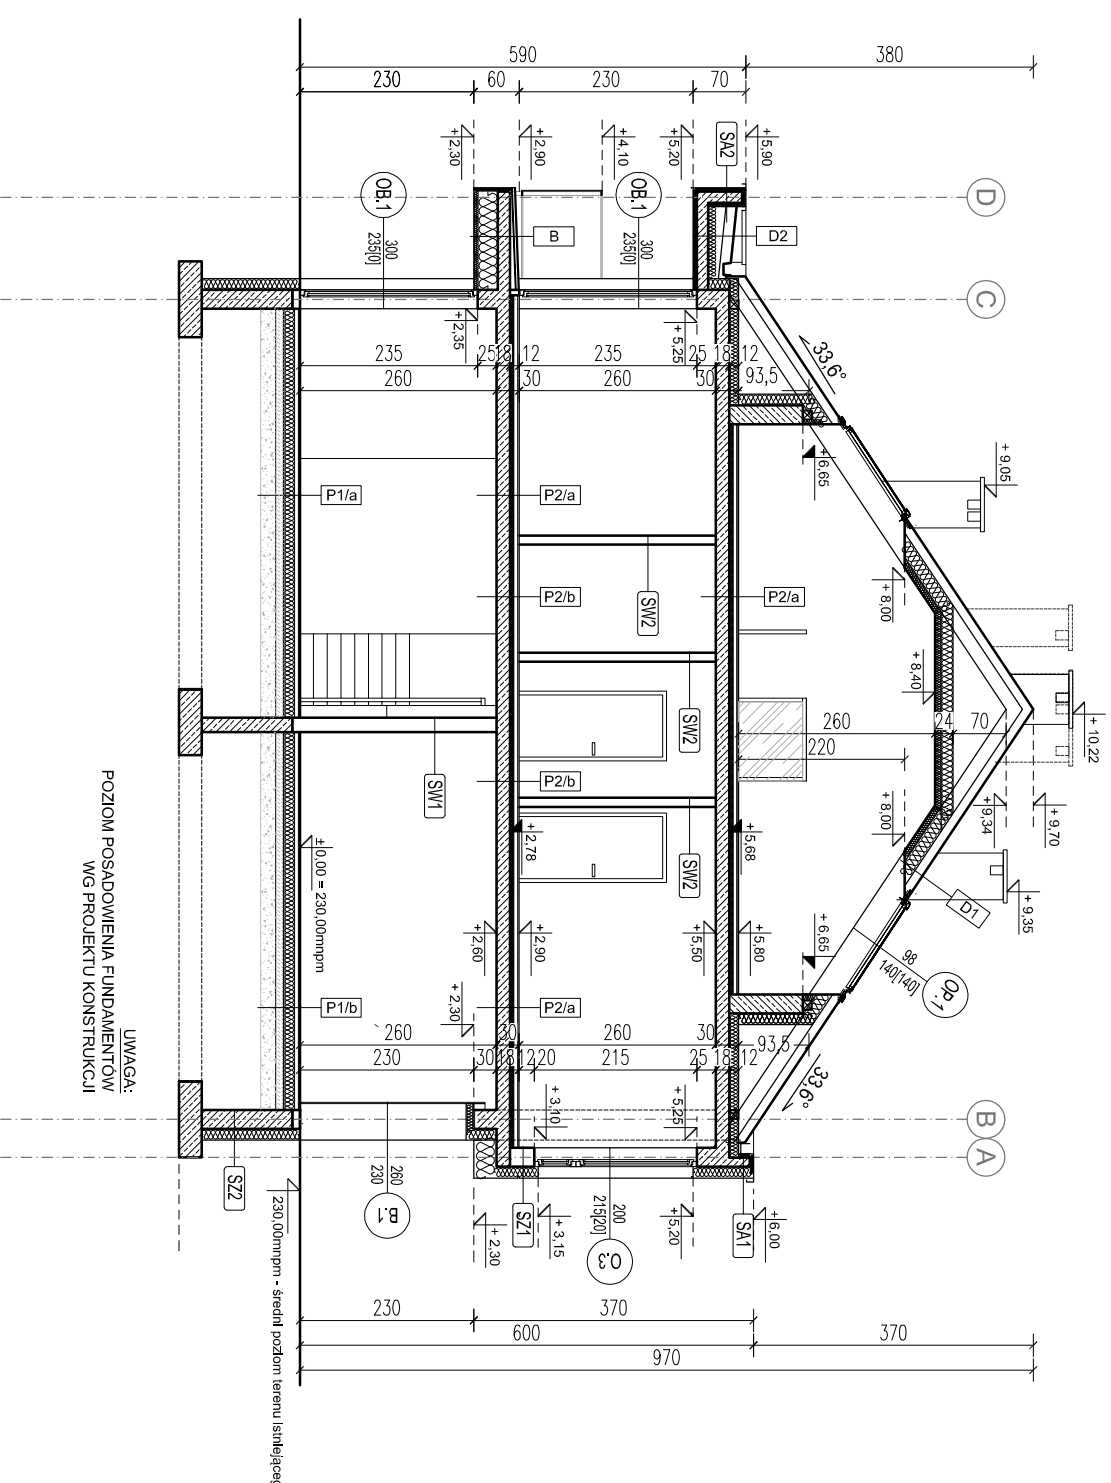 590
380
230
60
230
70
+2,30
+2,90
+4,10
+5,20
SA2
+5,90
D
OB.1
300
235[0]
B
OB.1
300
235[0]
D2
C
+2,35
+5,25
235
25
18
12
235
25
18
12
260
30
260
30
93,5
33,6°
+6,65
+9,05
P1/a
P2/a
P2/b
SW2
P2/a
+8,00
+8,40
SW2
260
24
70
220
+10,22
SW1
P2/b
+9,34
+9,70
±0,00 = 230,00mnpm
+2,78
SW2
+5,68
+8,00
D1
+9,35
+2,60
+2,90
+5,50
+5,80
+6,65
98
140[140]
OP.1
P1/b
P2/a
+2,30
260
30
260
30
93,5
230
30
18
12
20
215
25
18
12
33,6°
+3,10
+5,25
B
A
SZ2
260
230
B.1
+2,30
SZ1
+3,15
200
215[20]
O.3
+5,20
SA1
+6,00
230,00mnpm - średni poziom terenu istniejąceg
UWAGA:
POZIOM POSADOWIENIA FUNDAMENTÓW
WG PROJEKTU KONSTRUKCJI
230
370
600
370
970